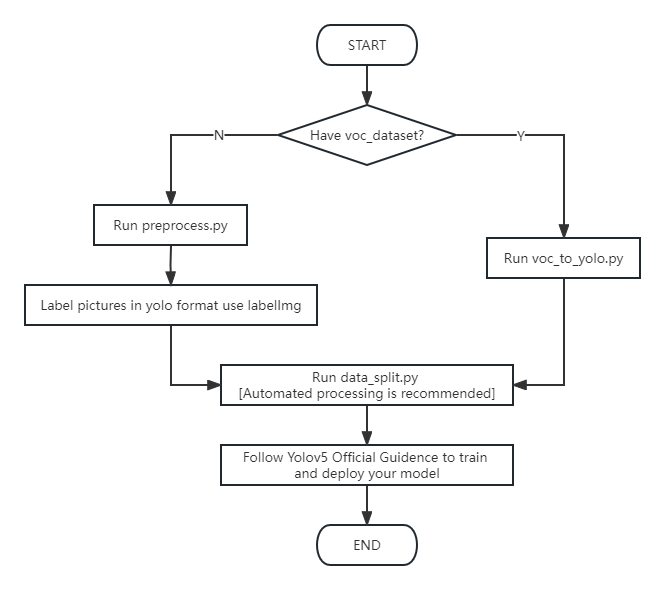 START
Have voc_dataset?
N
Y
Run preprocess.py
Run voc_to_yolo.py
Label pictures in yolo format use labelImg
Run data_split.py
[Automated processing is recommended]
Follow Yolov5 Official Guidence to train
and deploy your model
END